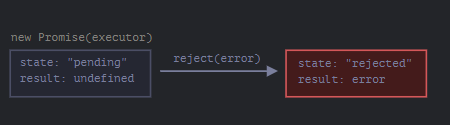 new Promise(executor)
state: "pending"
result: undefined
reject(error)
state: "rejected"
result: error